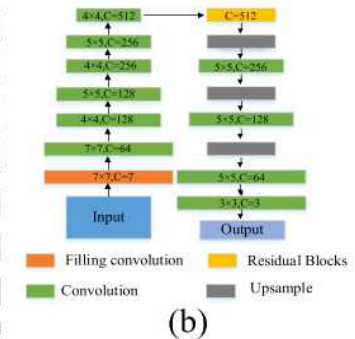 4×4,C=512
C=512
5×5,C=256
4×4,C=256
5×5,C=256
5×5,C=128
4×4,C=128
5×5,C=128
7×7,C=64
7×7,C=7
5×5,C=64
3×3,C=3
Input
Output
Filling convolution
Residual Blocks
Convolution
Upsample
(b)